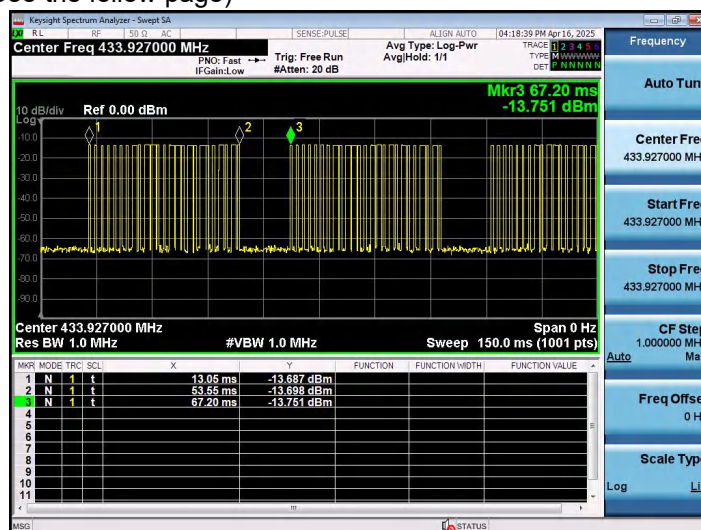 see the follow page)
Keysight Spectrum Analyzer - Swept SA
RL RF 50 Ω AC SENSE:PULSE ALIGN AUTO 04:18:39 PM Apr 16, 2025
Center Freq 433.927000 MHz
PNO: Fast
IFGain:Low
Trig: Free Run
#Atten: 20 dB
Avg Type: Log-Pwr
Avg|Hold: 1/1
TRACE 1 2 3 4 5 6
TYPE M
DET P N N N N N
Frequency
Mkr3 67.20 ms
-13.751 dBm
10 dB/div Ref 0.00 dBm
Log
1
2
3
-10.0
-20.0
-30.0
-40.0
-50.0
-60.0
-70.0
-80.0
-90.0
Center 433.927000 MHz
Span 0 Hz
Res BW 1.0 MHz
#VBW 1.0 MHz
Sweep 150.0 ms (1001 pts)
MKR MODE TRC SCL X Y FUNCTION FUNCTION WIDTH FUNCTION VALUE
1 N 1 t 13.05 ms -13.687 dBm
2 N 1 t 53.55 ms -13.698 dBm
3 N 1 t 67.20 ms -13.751 dBm
4
5
6
7
8
9
10
11
Auto Tun
Center Fre
433.927000 MH
Start Fre
433.927000 MH
Stop Fre
433.927000 MH
CF Step
1.000000 MH
Auto Ma
Freq Offse
0 H
Scale Typ
Log Li
MSG STATUS